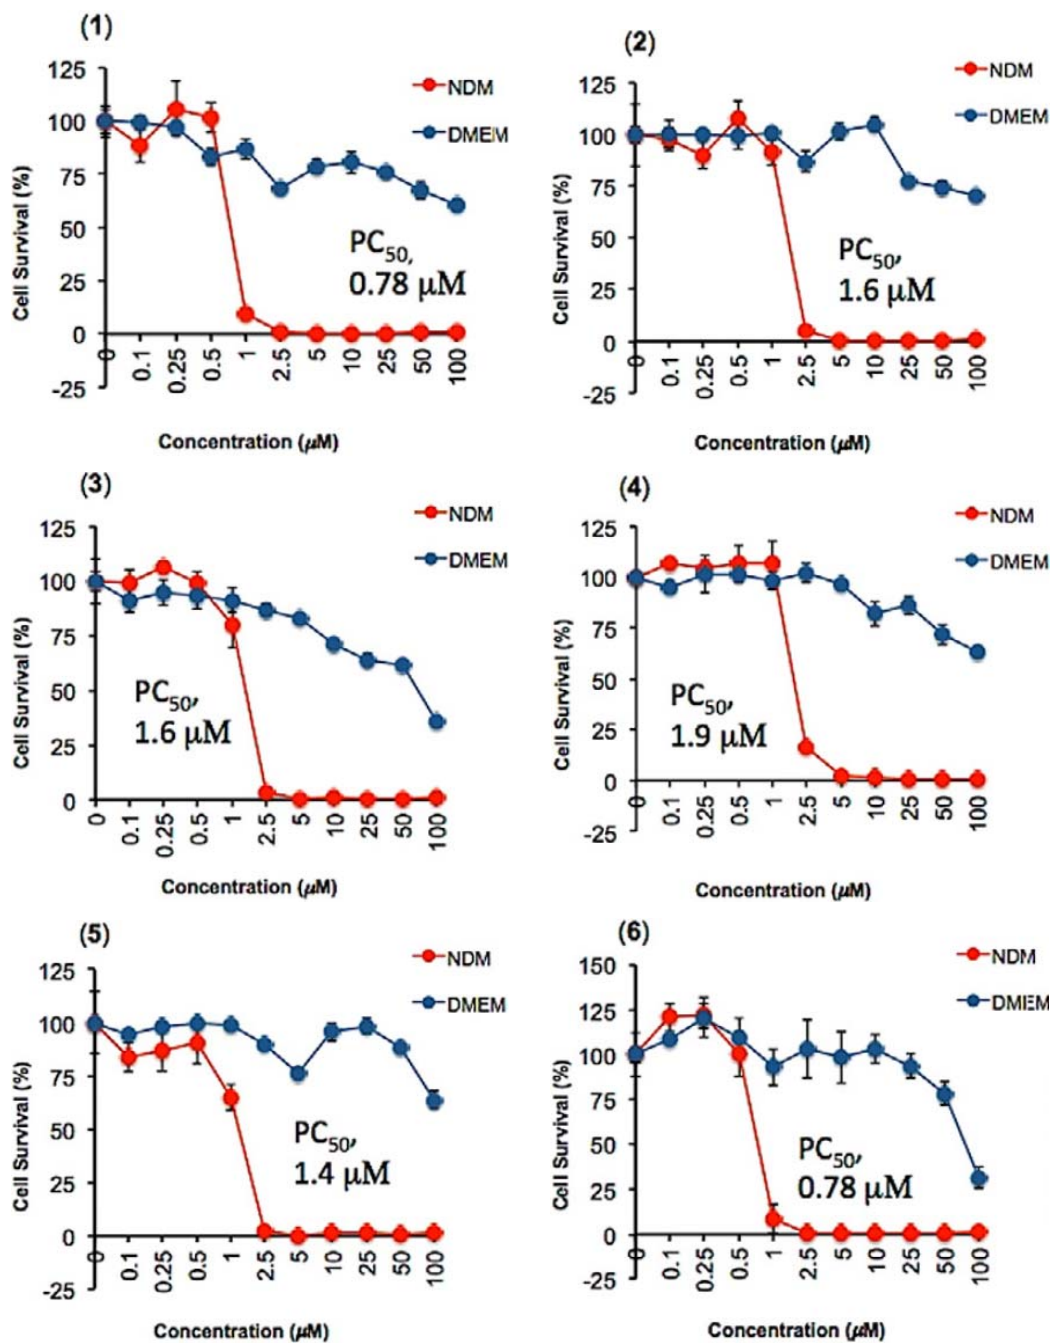 (1)
125
100
75
50
25
0
-25
Cell Survival (%)
NDM
DMEM
PC50,
0.78 μM
0 0.1 0.25 0.5 1 2.5 5 10 25 50 100
Concentration (μM)
(2)
125
100
75
50
25
0
-25
Cell Survival (%)
NDM
DMEM
PC50,
1.6 μM
0 0.1 0.25 0.5 1 2.5 5 10 25 50 100
Concentration (μM)
(3)
125
100
75
50
25
0
Cell Survival (%)
NDM
DMEM
PC50,
1.6 μM
0 0.1 0.25 0.5 1 2.5 5 10 25 50 100
Concentration (μM)
(4)
125
100
75
50
25
0
-25
Cell Survival (%)
NDM
DMEM
PC50,
1.9 μM
0 0.1 0.25 0.5 1 2.5 5 10 25 50 100
Concentration (μM)
(5)
125
100
75
50
25
0
-25
Cell Survival (%)
NDM
DMEM
PC50,
1.4 μM
0 0.1 0.25 0.5 1 2.5 5 10 25 50 100
Concentration (μM)
(6)
150
125
100
75
50
25
0
-25
Cell Survival (%)
NDM
DMEM
PC50,
0.78 μM
0 0.1 0.25 0.5 1 2.5 5 10 25 50 100
Concentration (μM)